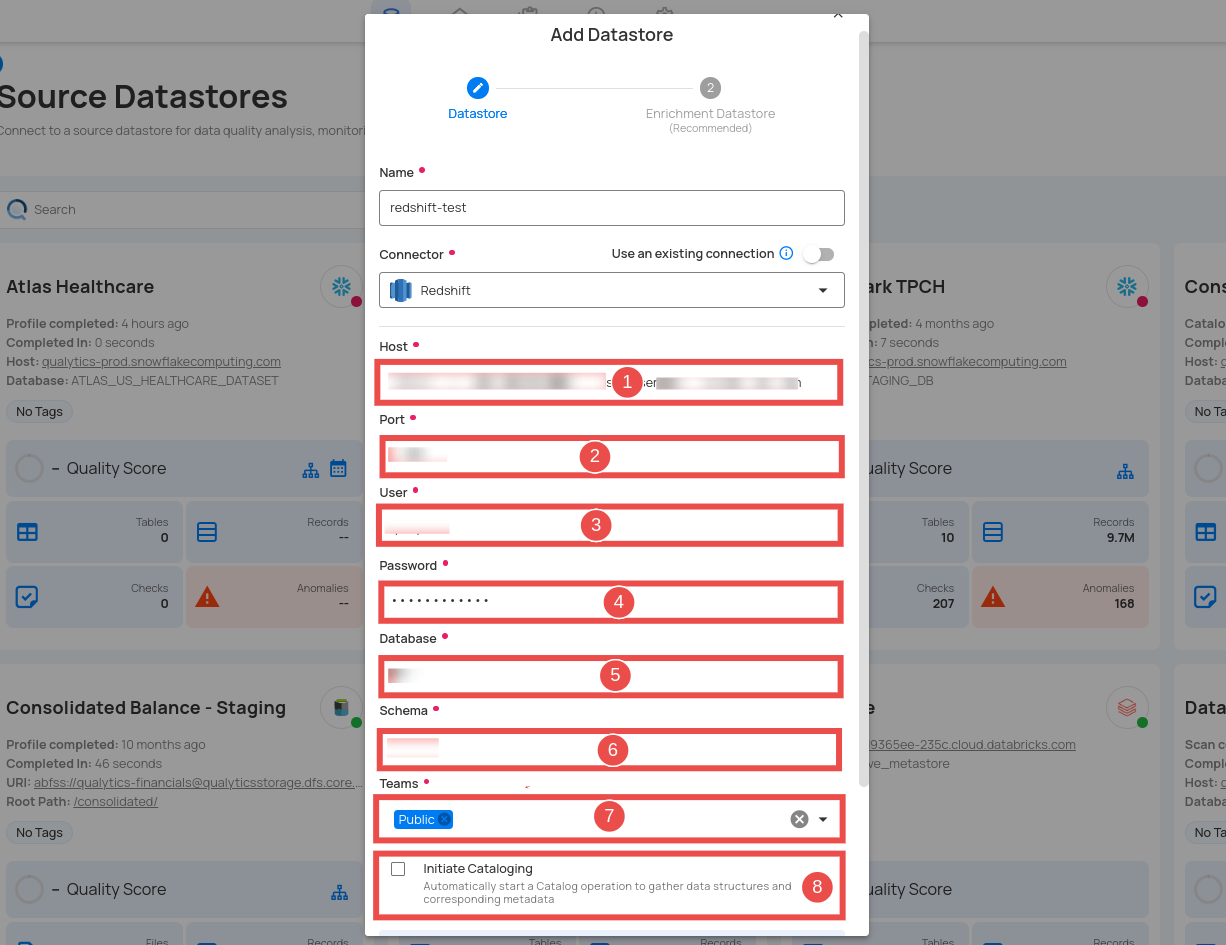 Add Datastore
2
Datastore
Enrichment Datastore
(Recommended)
Source Datastores
Connect to a source datastore for data quality analysis, monitori
Name
redshift-test
Search
Connector
Use an existing connection
Redshift
Atlas Healthcare
Profile completed: 4 hours ago
Completed In: 0 seconds
Host: qualytics-prod.snowflakecomputing.com
Database: ATLAS_US_HEALTHCARE_DATASET
No Tags
– Quality Score
Tables
0
Records
--
Checks
0
Anomalies
--
Host
1
Port
2
User
3
Password
••••••••••••
4
Database
5
Schema
6
Teams
Public
7
Initiate Cataloging
Automatically start a Catalog operation to gather data structures and
corresponding metadata
8
ark TPCH
pleted: 4 months ago
n: 7 seconds
cs-prod.snowflakecomputing.com
TAGING_DB
uality Score
Tables
10
Records
9.7M
Checks
207
Anomalies
168
Cons
Catalo
Compl
Host: q
Databa
No Ta
Consolidated Balance - Staging
Profile completed: 10 months ago
Completed In: 46 seconds
URI: abfss://qualytics-financials@qualyticsstorage.dfs.core,...
Root Path: /consolidated/
No Tags
– Quality Score
Files
Records
Tables
Records
e
9365ee-235c.cloud.databricks.com
ve_metastore
uality Score
Tables
Records
Data
Scan c
Compl
Host: q
Databa
No Ta